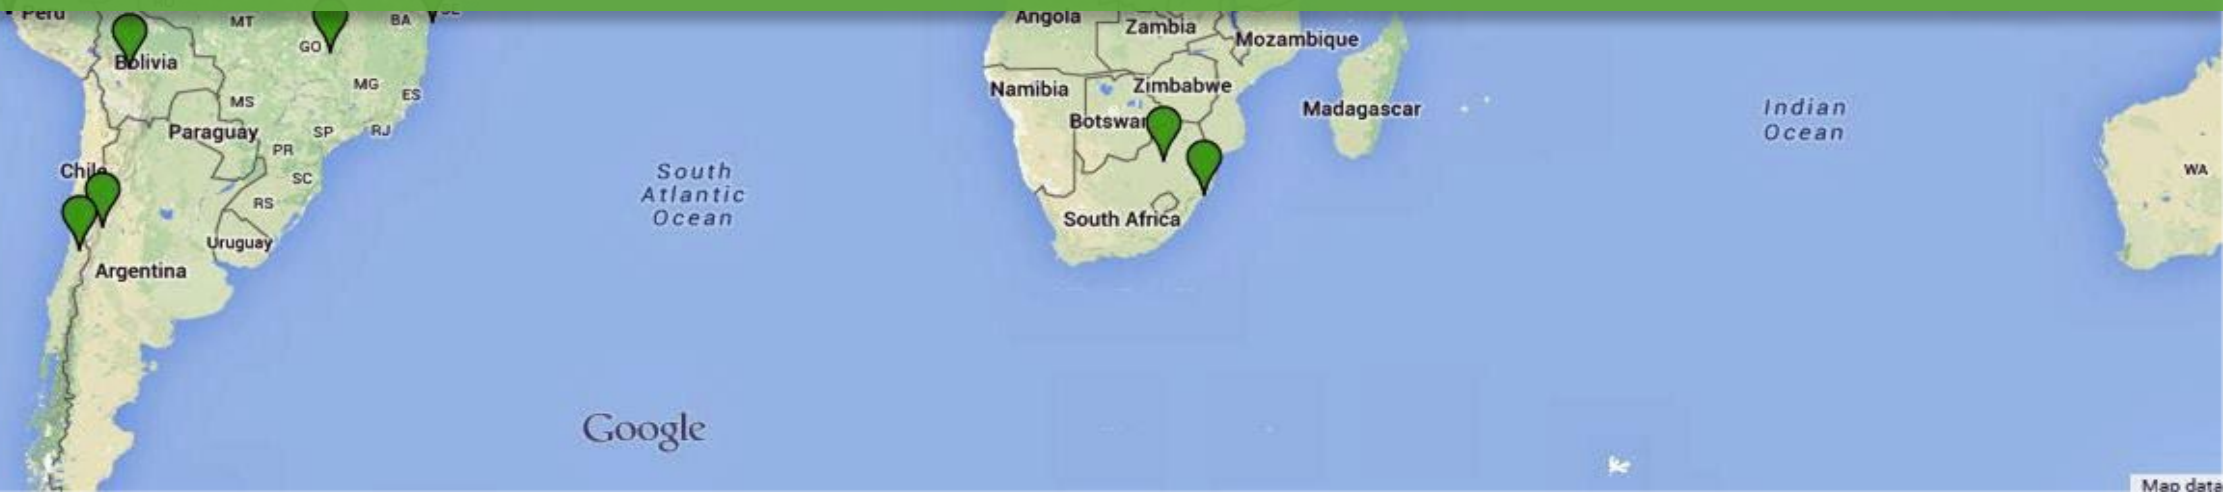 Peru
MT
BA
GO
Bolivia
MG
ES
MS
Paraguay
SP
RJ
PR
Chile
SC
RS
Uruguay
Argentina
South
Atlantic
Ocean
Google
Angola
Zambia
Mozambique
Namibia
Zimbabwe
Botswa
Madagascar
South Africa
Indian
Ocean
WA
Map data